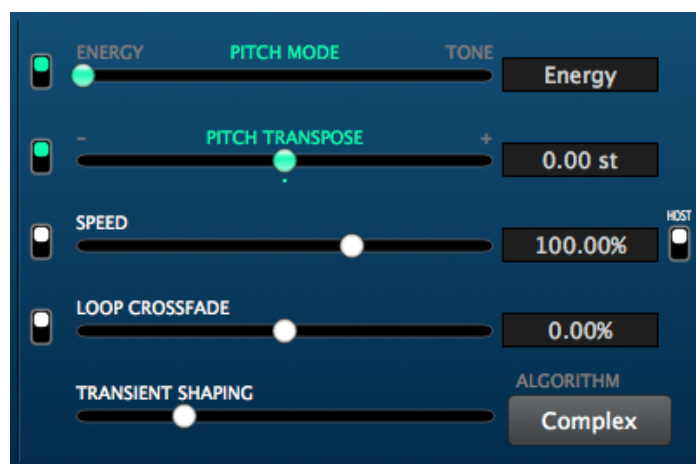 ENERGY PITCH MODE TONE
Energy
- PITCH TRANSPOSE +
0.00 st
SPEED
100.00%
HOST
LOOP CROSSFADE
0.00%
TRANSIENT SHAPING
ALGORITHM
Complex